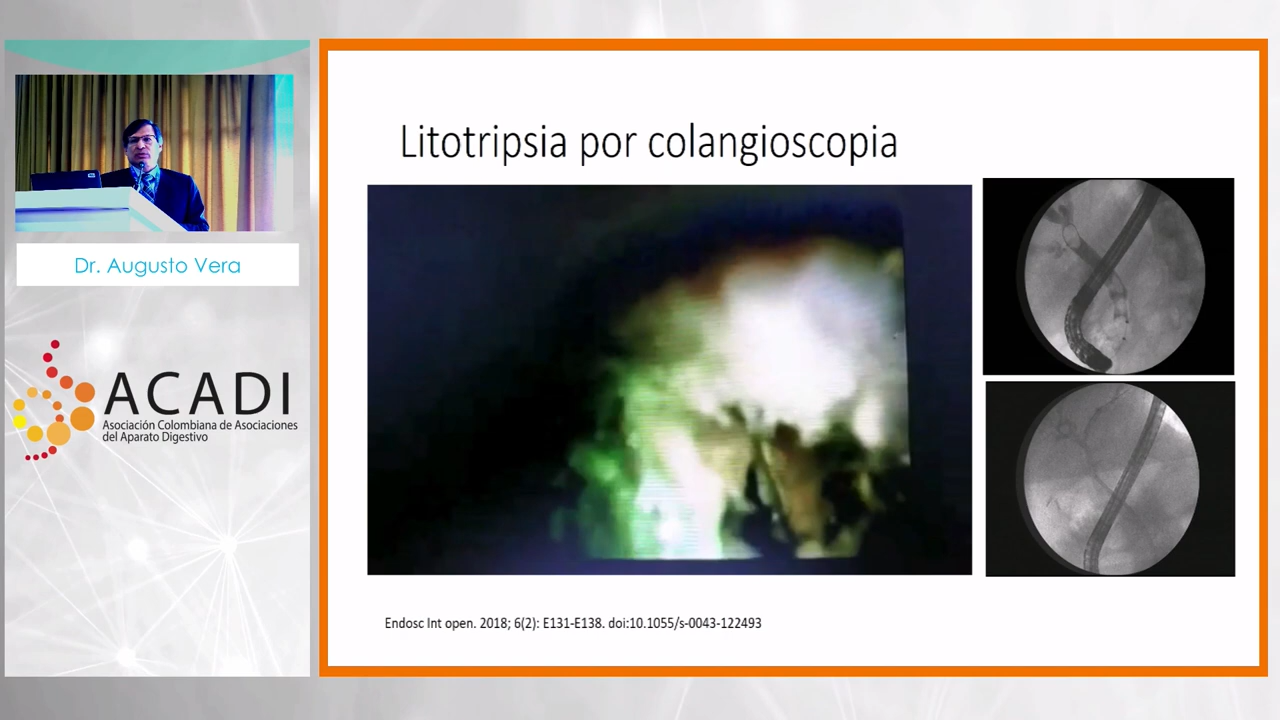 Dr. Augusto Vera
ACADI
Asociación Colombiana de Asociaciones
del Aparato Digestivo
Litotripsia por colangioscopia
Endosc Int open. 2018; 6(2): E131-E138. doi:10.1055/s-0043-122493